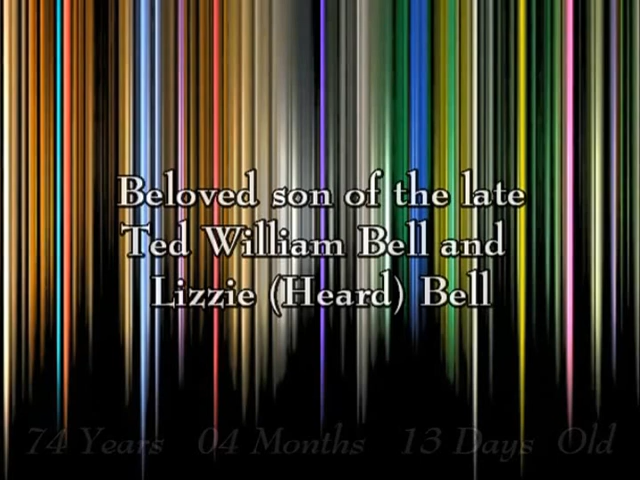 Beloved son of the late
Ted William Bell and
Lizzie (Heard) Bell
74 Years 04 Months 13 Days Old